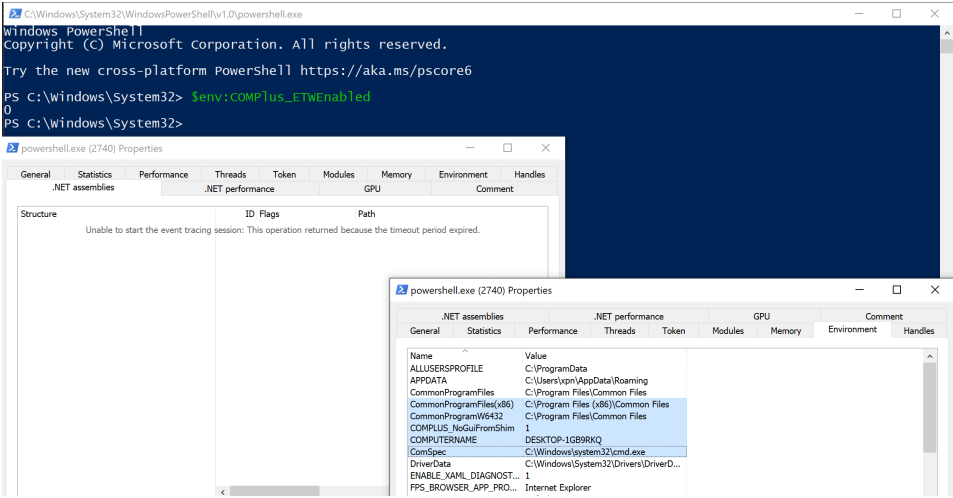 C:\Windows\System32\WindowsPowerShell\v1.0\powershell.exe
Windows PowerShell
Copyright (C) Microsoft Corporation. All rights reserved.
Try the new cross-platform PowerShell https://aka.ms/pscore6
PS C:\Windows\System32> $env:COMPlus_ETWEnabled
0
PS C:\Windows\System32>
powershell.exe (2740) Properties
General Statistics Performance Threads Token Modules Memory Environment Handles
.NET assemblies .NET performance GPU Comment
Structure ID Flags Path
Unable to start the event tracing session: This operation returned because the timeout period expired.
powershell.exe (2740) Properties
.NET assemblies .NET performance GPU Comment
General Statistics Performance Threads Token Modules Memory Environment Handles
Name Value
ALLUSERSPROFILE C:\ProgramData
APPDATA C:\Users\xpn\AppData\Roaming
CommonProgramFiles C:\Program Files\Common Files
CommonProgramFiles(x86) C:\Program Files (x86)\Common Files
CommonProgramW6432 C:\Program Files\Common Files
COMPLUS_NoGuiFromShim 1
COMPUTERNAME DESKTOP-1GB9RKQ
ComSpec C:\Windows\system32\cmd.exe
DriverData C:\Windows\System32\Drivers\DriverD...
ENABLE_XAML_DIAGNOST... 1
FPS_BROWSER_APP_PRO... Internet Explorer